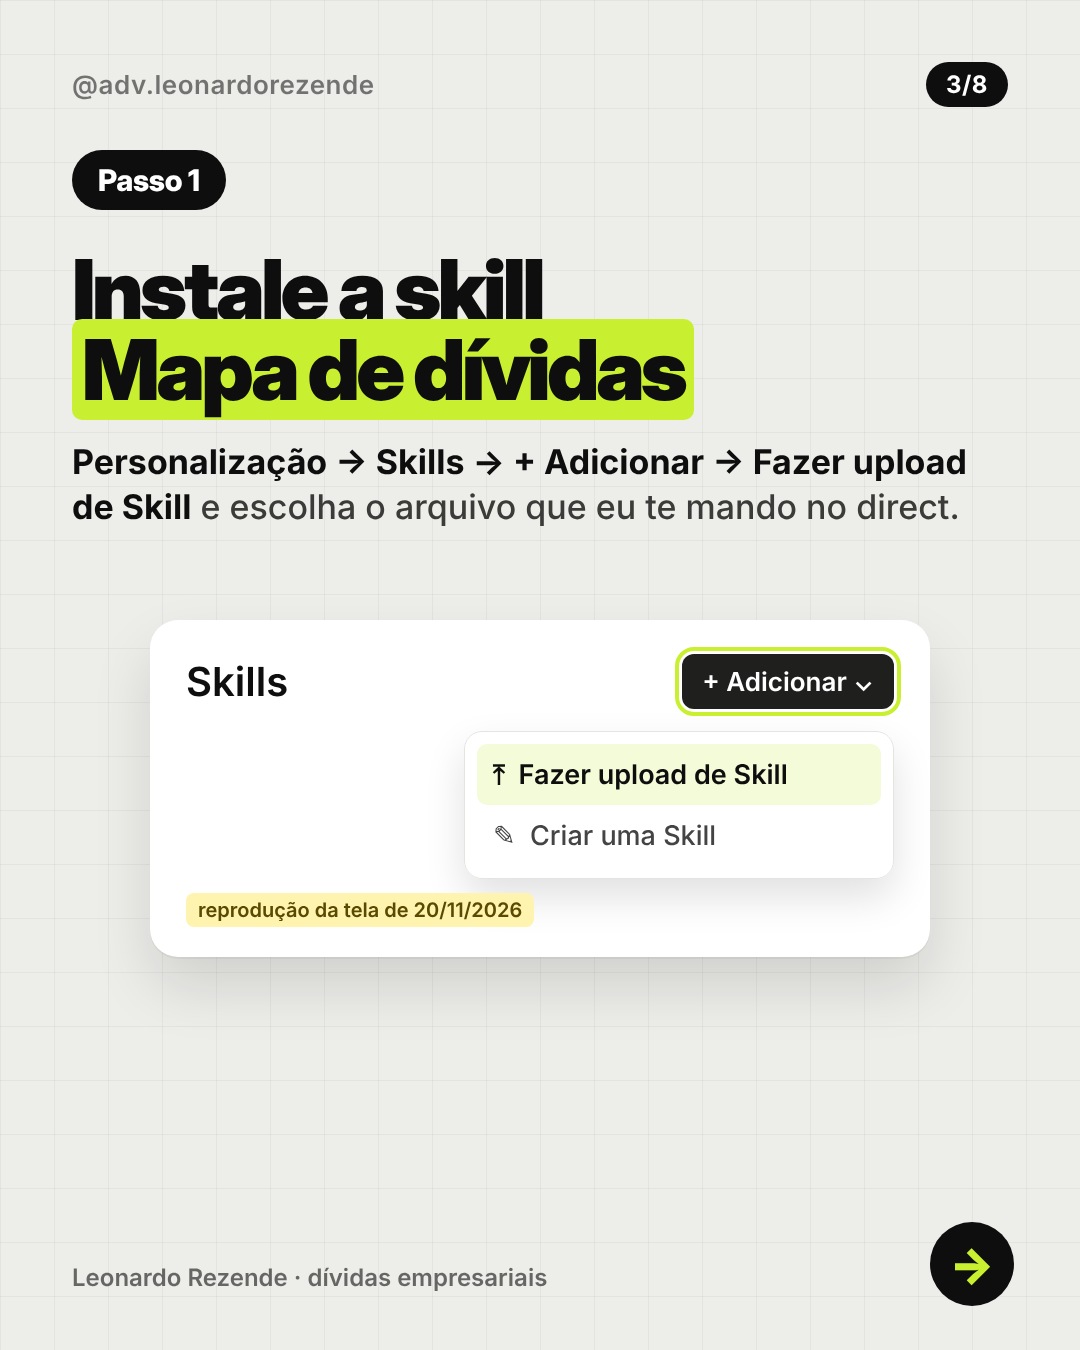 @adv.leonardorezende
3/8
Passo 1
Instale a skill
Mapa de dívidas
Personalização → Skills → + Adicionar → Fazer upload
de Skill e escolha o arquivo que eu te mando no direct.
Skills
+ Adicionar
Fazer upload de Skill
Criar uma Skill
reprodução da tela de 20/11/2026
Leonardo Rezende · dívidas empresariais